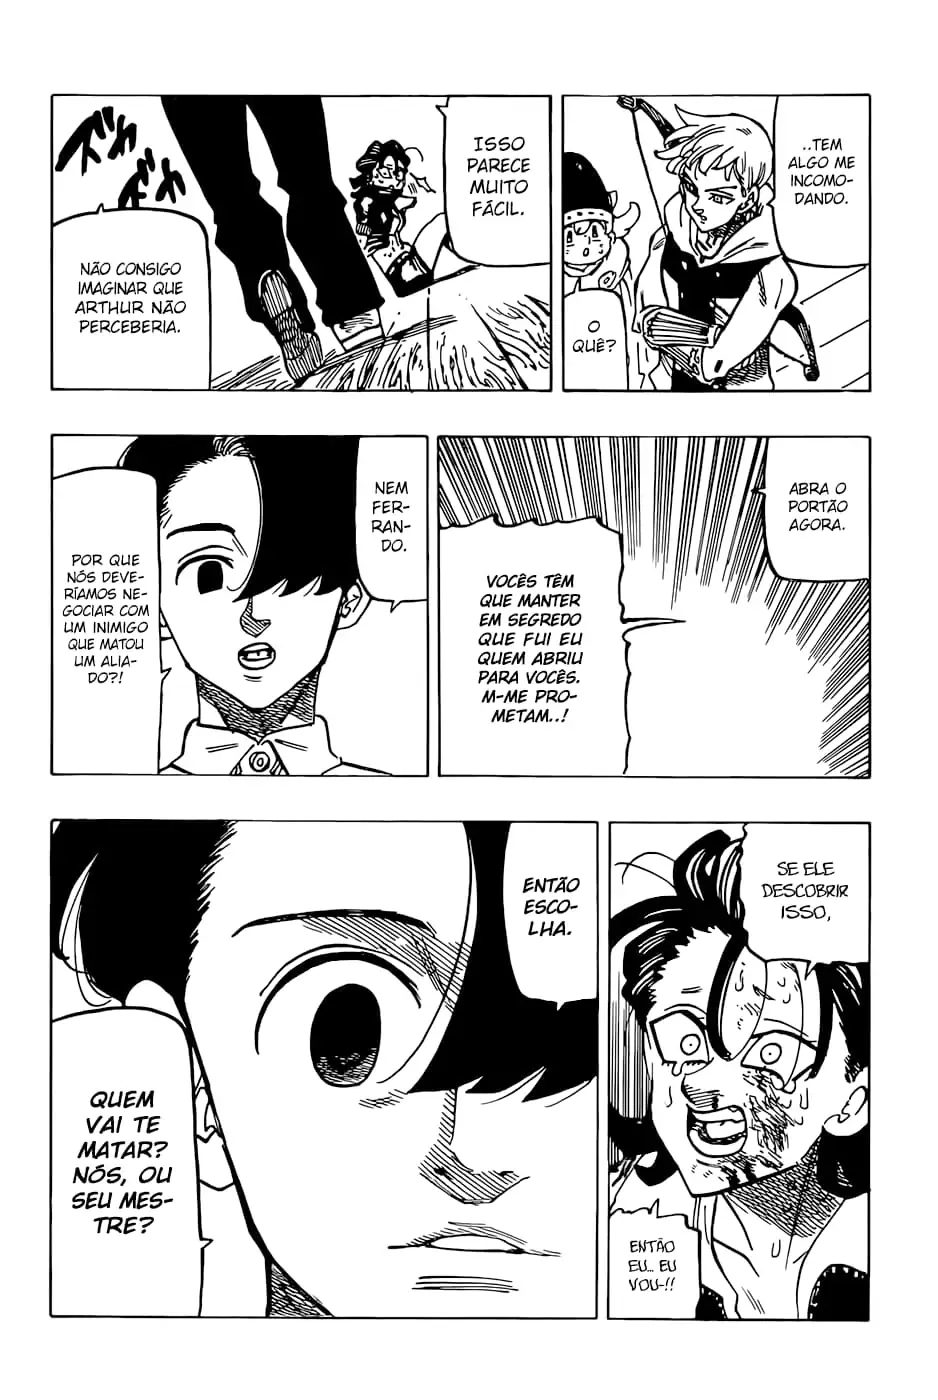 ..TEM
ALGO ME
INCOMO-
DANDO.
O
QUÊ?
ISSO
PARECE
MUITO
FÁCIL.
NÃO CONSIGO
IMAGINAR QUE
ARTHUR NÃO
PERCEBERIA.
ABRA O
PORTÃO
AGORA.
VOCÊS TÊM
QUE MANTER
EM SEGREDO
QUE FUI EU
QUEM ABRIU
PARA VOCÊS.
M-ME PRO-
METAM..!
NEM
FER-
RAN-
DO.
POR QUE
NÓS DEVE-
RÍAMOS NE-
GOCIAR COM
UM INIMIGO
QUE MATOU
UM ALIA-
DO?!
SE ELE
DESCOBRIR
ISSO,
ENTÃO
EU... EU
VOU-!!
ENTÃO
ESCO-
LHA.
QUEM
VAI TE
MATAR?
NÓS, OU
SEU MES-
TRE?